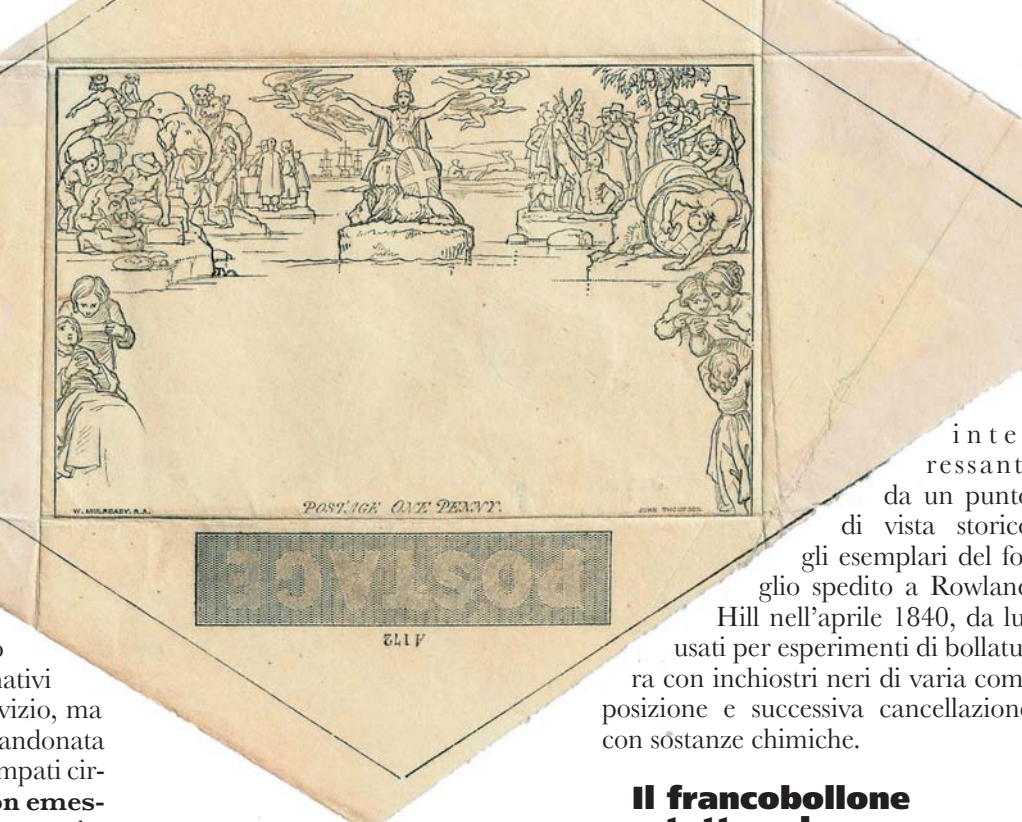 W. MULREADY. R.A.
POSTAGE ONE PENNY.
JOHN THOMPSON.
POSTAGE
A 172
nativi
vizio, ma
andonata
mpati cir-
on emes-
inte
ressant
da un punto
di vista storico
gli esemplari del fo
glio spedito a Rowland
Hill nell'aprile 1840, da lu
usati per esperimenti di bollatu
ra con inchiostri neri di varia com
posizione e successiva cancellazione
con sostanze chimiche.
Il francobollone